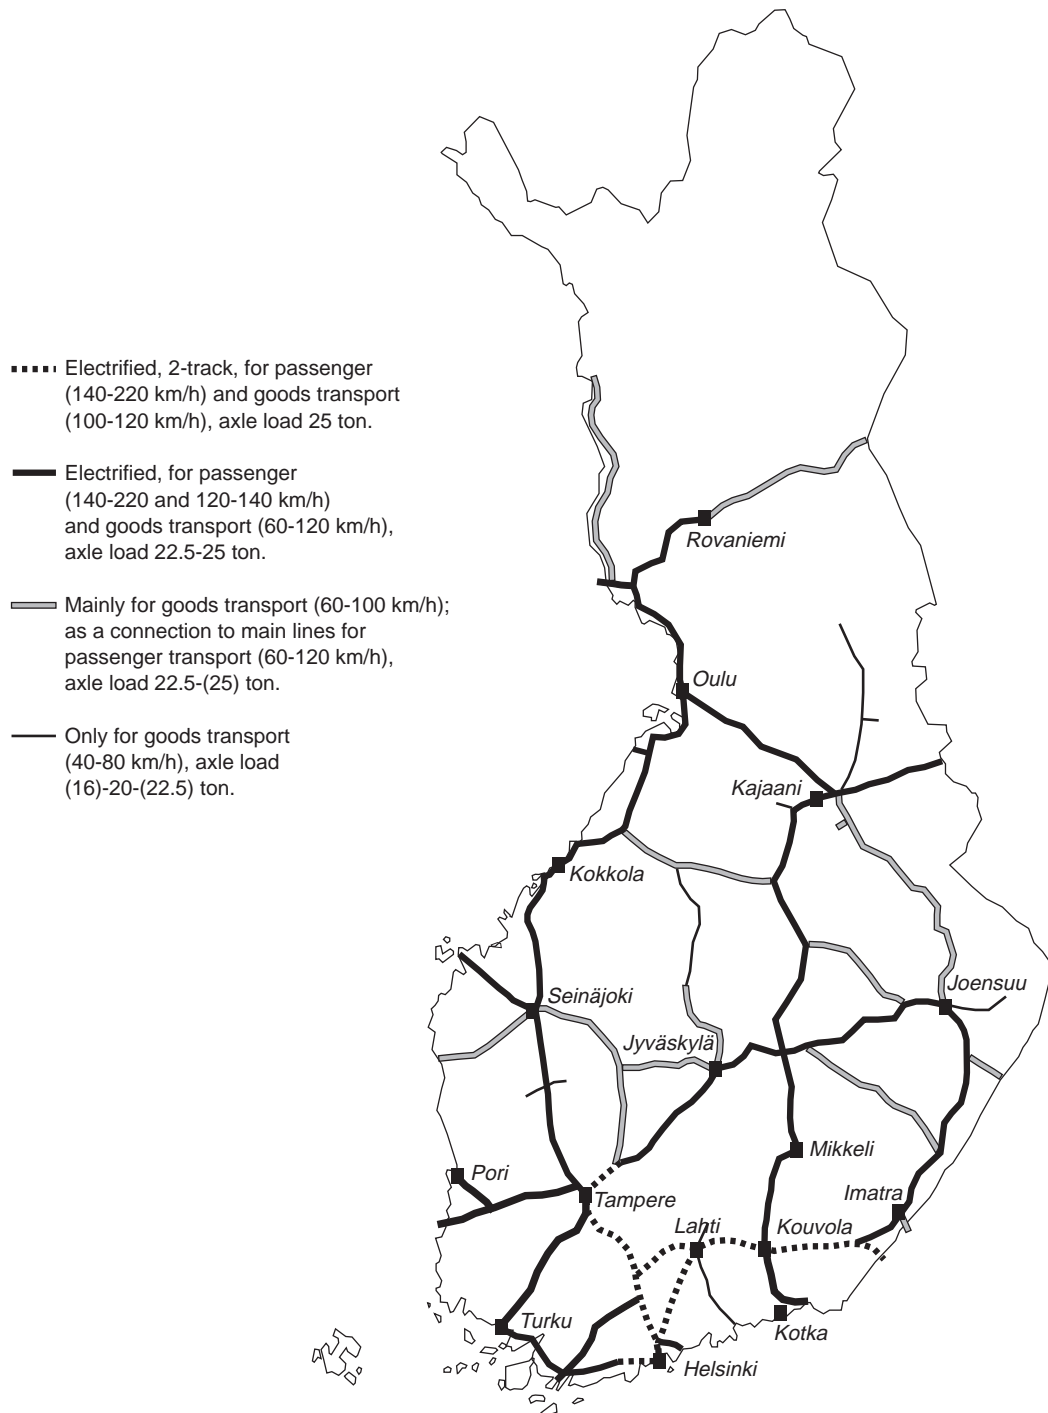 Electrified, 2-track, for passenger
(140-220 km/h) and goods transport
(100-120 km/h), axle load 25 ton.
Electrified, for passenger
(140-220 and 120-140 km/h)
and goods transport (60-120 km/h),
axle load 22.5-25 ton.
Mainly for goods transport (60-100 km/h);
as a connection to main lines for
passenger transport (60-120 km/h),
axle load 22.5-(25) ton.
Only for goods transport
(40-80 km/h), axle load
(16)-20-(22.5) ton.
Rovaniemi
Oulu
Kajaani
Kokkola
Joensuu
Seinäjoki
Jyväskylä
Mikkeli
Pori
Imatra
Tampere
Lahti
Kouvola
Turku
Kotka
Helsinki